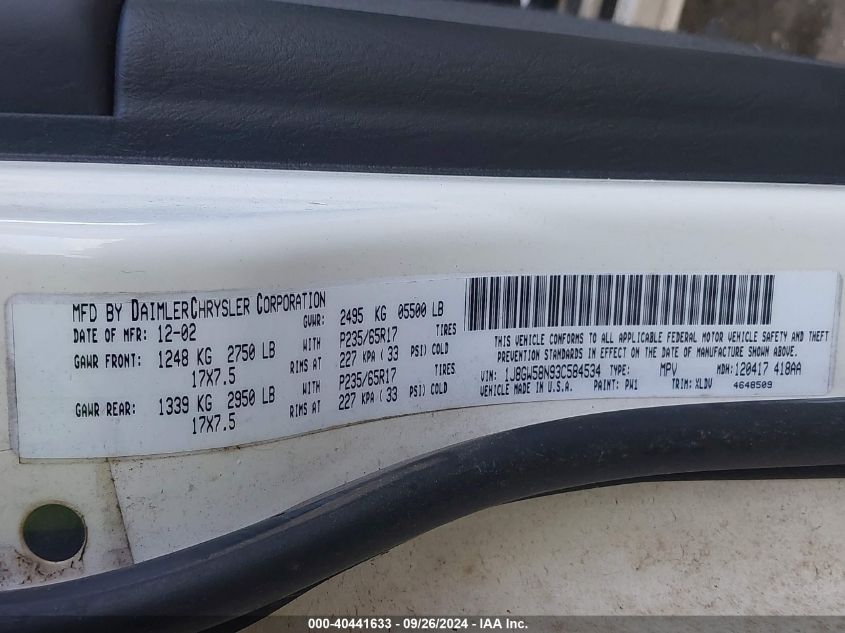 MFD BY DAIMLERCHRYSLER CORPORATION
DATE OF MFR: 12-02 GVWR: 2495 KG 05500 LB
GAWR FRONT: 1248 KG 2750 LB WITH P235/65R17 TIRES
17X7.5 RIMS AT 227 KPA ( 33 PSI) COLD
GAWR REAR: 1339 KG 2950 LB WITH P235/65R17 TIRES
17X7.5 RIMS AT 227 KPA ( 33 PSI) COLD
THIS VEHICLE CONFORMS TO ALL APPLICABLE FEDERAL MOTOR VEHICLE SAFETY AND THEFT
PREVENTION STANDARDS IN EFFECT ON THE DATE OF MANUFACTURE SHOWN ABOVE.
VIN: 1J8GW58N93C584534 TYPE: MPV MDH: 120417 418AA
VEHICLE MADE IN U.S.A. PAINT: PW1 TRIM: XLDV 4648509
000-40441633 / 09/26/2024 - IAA Inc.